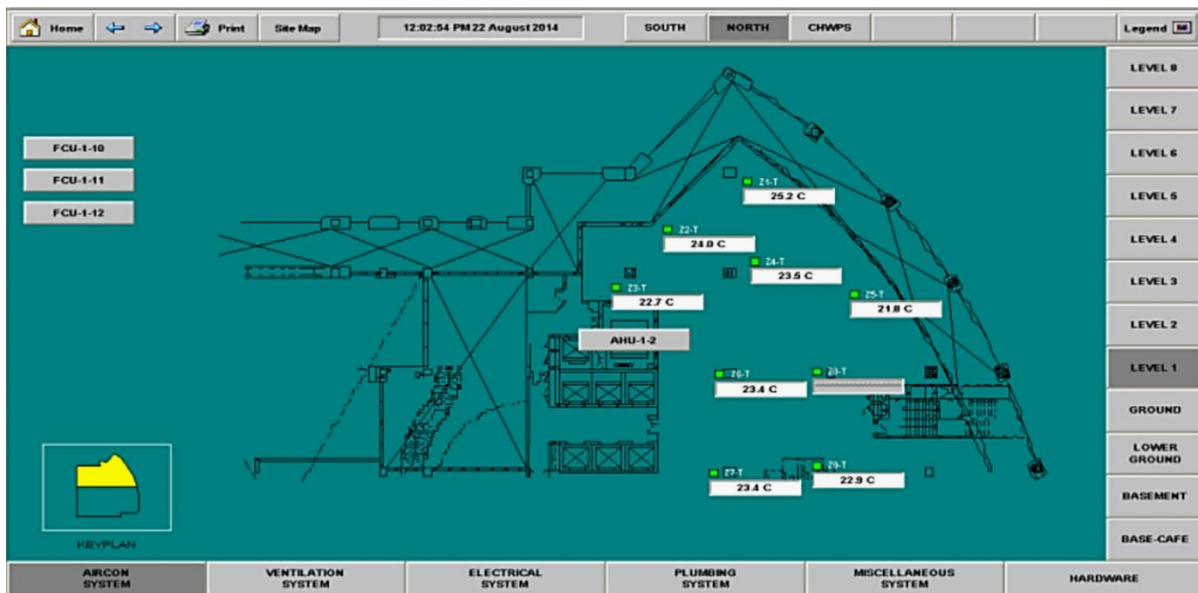 Home
Print
Site Map
12:02:54 PM 22 August 2014
SOUTH
NORTH
CHWPS
Legend
LEVEL 8
LEVEL 7
LEVEL 6
LEVEL 5
LEVEL 4
LEVEL 3
LEVEL 2
LEVEL 1
GROUND
LOWER
GROUND
BASEMENT
BASE-CAFE
FCU-1-10
FCU-1-11
FCU-1-12
Z1-T
25.2 C
Z2-T
24.0 C
Z4-T
23.5 C
Z3-T
22.7 C
Z5-T
21.8 C
AHU-1-2
Z6-T
23.4 C
Z8-T
Z7-T
23.4 C
Z9-T
22.9 C
KEYPLAN
AIRCON
SYSTEM
VENTILATION
SYSTEM
ELECTRICAL
SYSTEM
PLUMBING
SYSTEM
MISCELLANEOUS
SYSTEM
HARDWARE